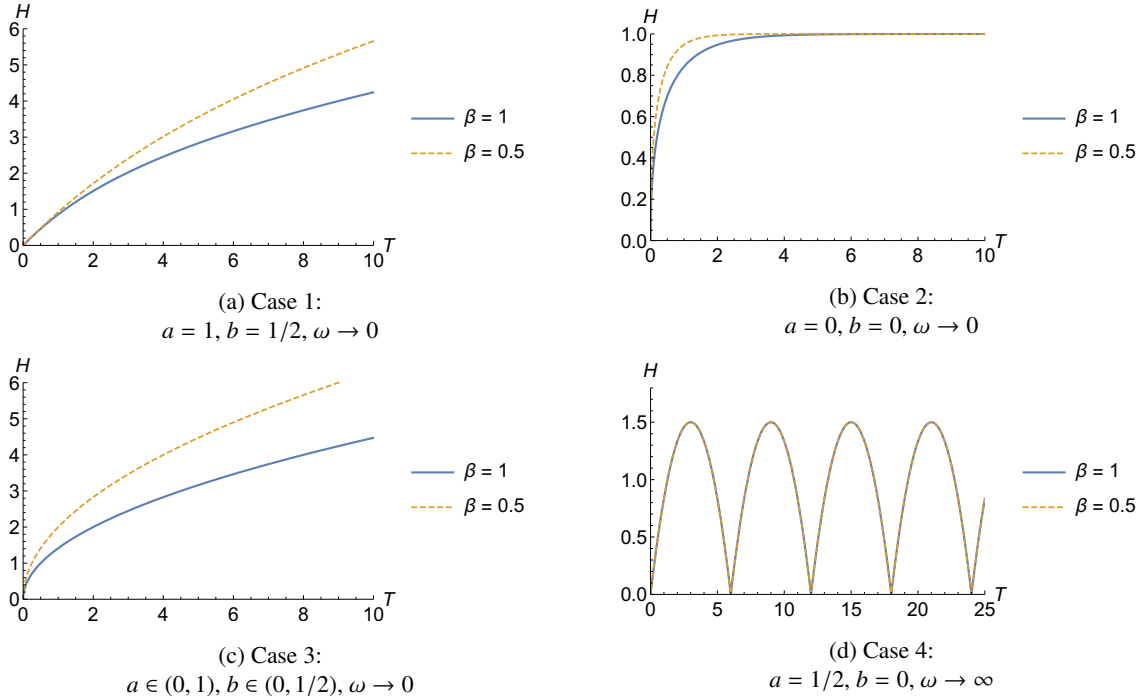 H
6
5
4
3
2
1
0
0 2 4 6 8 10
T
β = 1
β = 0.5
(a) Case 1:
a = 1, b = 1/2, ω → 0
H
1.0
0.8
0.6
0.4
0.2
0.0
0 2 4 6 8 10
T
β = 1
β = 0.5
(b) Case 2:
a = 0, b = 0, ω → 0
H
6
5
4
3
2
1
0
0 2 4 6 8 10
T
β = 1
β = 0.5
(c) Case 3:
a ∈ (0, 1), b ∈ (0, 1/2), ω → 0
H
1.5
1.0
0.5
0.0
0 5 10 15 20 25
T
β = 1
β = 0.5
(d) Case 4:
a = 1/2, b = 0, ω → ∞